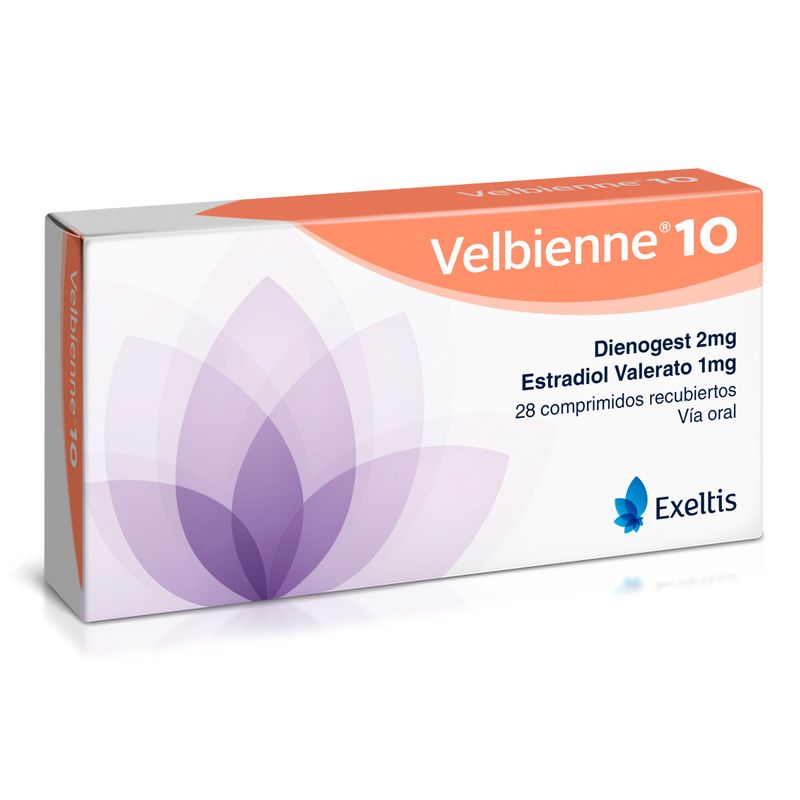 Velbienne® 10
Velbienne® 10
Velbienne® 10
Dienogest 2mg
Estradiol Valerato 1mg
28 comprimidos recubiertos
Vía oral
Exeltis